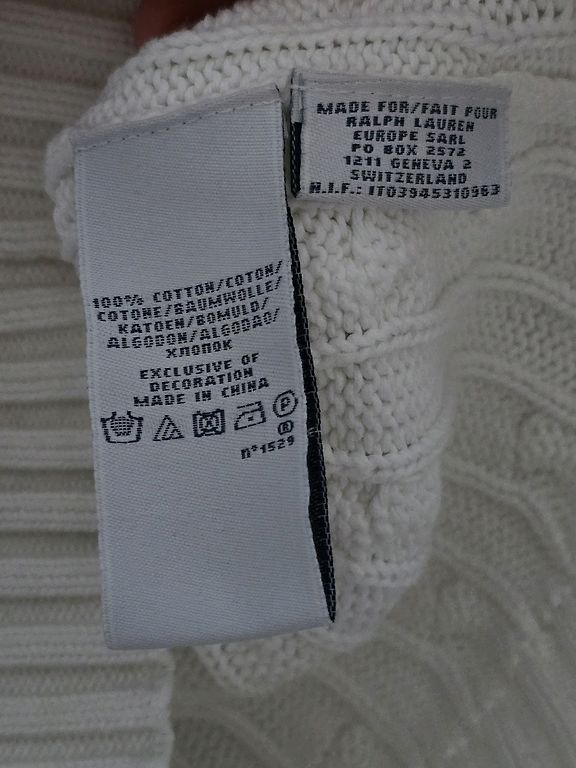 MADE FOR/FAIT POUR
RALPH LAUREN
EUROPE SARL
PO BOX 2572
1211 GENEVA 2
SWITZERLAND
N.I.F.: IT03945310963
100% COTTON/COTON/
COTONE/BAUMWOLLE/
KATOEN/BOMULD/
ALGODON/ALGODAO/
ХЛОПОК
EXCLUSIVE OF
DECORATION
MADE IN CHINA
P
®
n°1529